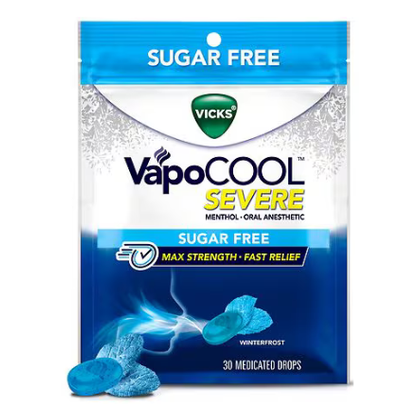 SUGAR FREE
VICKS®
VapoCOOL™
SEVERE
MENTHOL • ORAL ANESTHETIC
SUGAR FREE
MAX STRENGTH • FAST RELIEF
WINTERFROST
30 MEDICATED DROPS